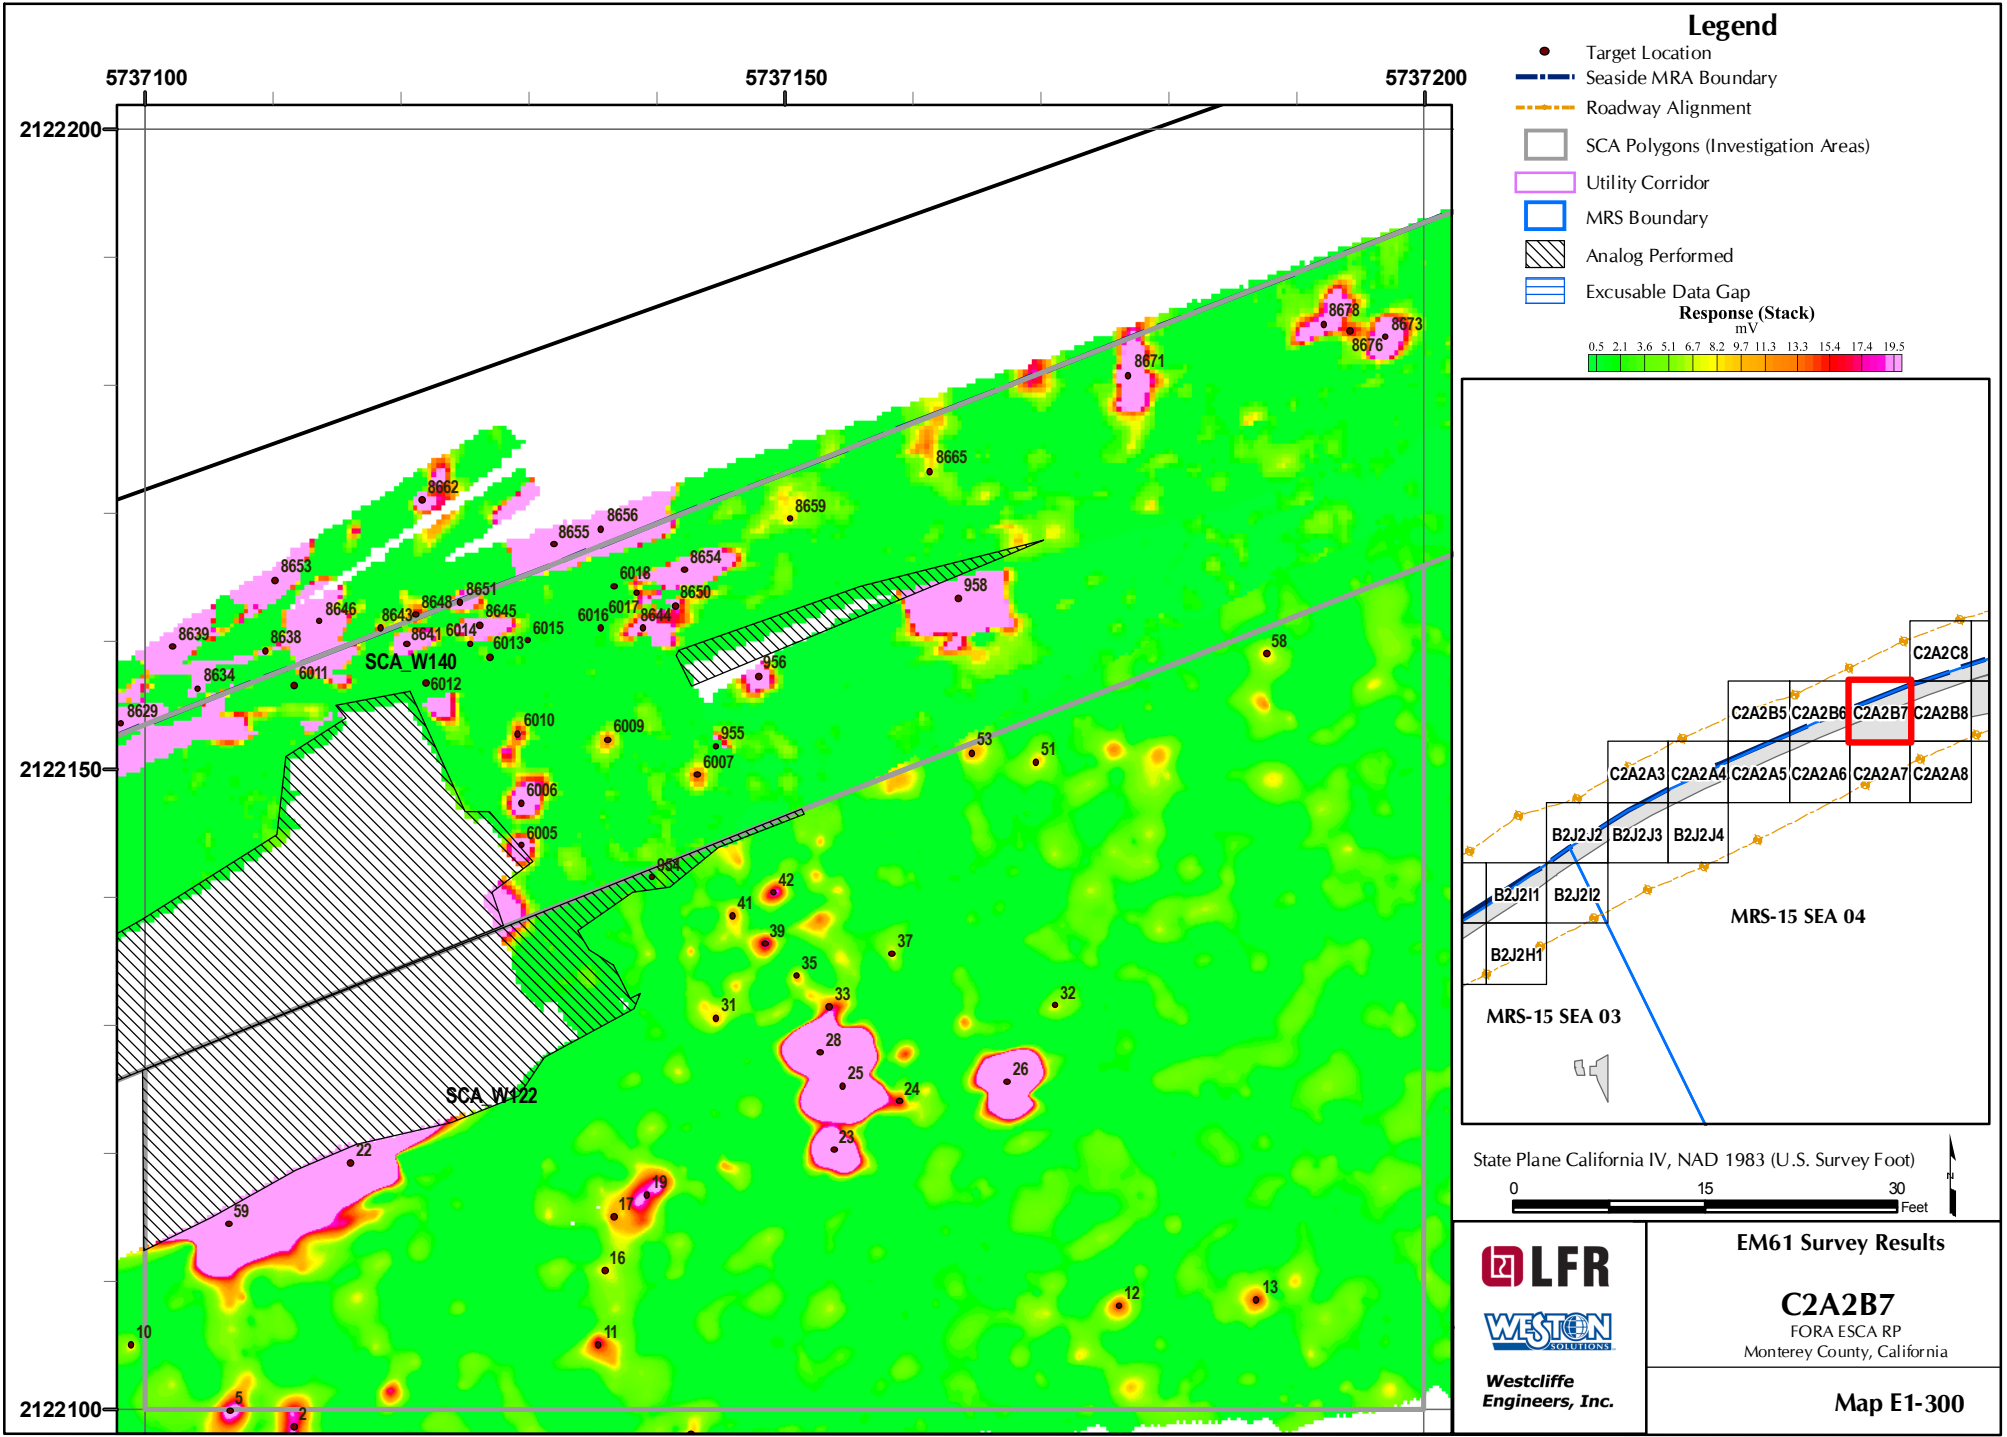 Legend
Target Location
Seaside MRA Boundary
Roadway Alignment
SCA Polygons (Investigation Areas)
Utility Corridor
MRS Boundary
Analog Performed
Excusable Data Gap
Response (Stack)
mV
0.5 2.1 3.6 5.1 6.7 8.2 9.7 11.3 13.3 15.4 17.4 19.5
5737100 5737150 5737200
2122200
2122150
2122100
8678
8673
8676
8671
8665
8662
8659
8656
8655
8654
8653
6018
8651
8650
958
8648
8646
8643
8645
6017
8644
6016
6015
6014
8641
8639
8638
6013
58
SCA_W140
956
8634
6011
6012
8629
6010
6009
955
53
51
6007
6006
6005
954
42
41
39
37
35
33
32
31
28
26
25
24
SCA_W122
23
22
19
17
59
16
12
13
11
10
5
2
C2A2C8
C2A2B5 C2A2B6 C2A2B7 C2A2B8
C2A2A3 C2A2A4 C2A2A5 C2A2A6 C2A2A7 C2A2A8
B2J2J2 B2J2J3 B2J2J4
B2J2I1 B2J2I2
MRS-15 SEA 04
B2J2H1
MRS-15 SEA 03
State Plane California IV, NAD 1983 (U.S. Survey Foot)
0 15 30
Feet
N
LFR
WESTON
SOLUTIONS
Westcliffe
Engineers, Inc.
EM61 Survey Results
C2A2B7
FORA ESCA RP
Monterey County, California
Map E1-300